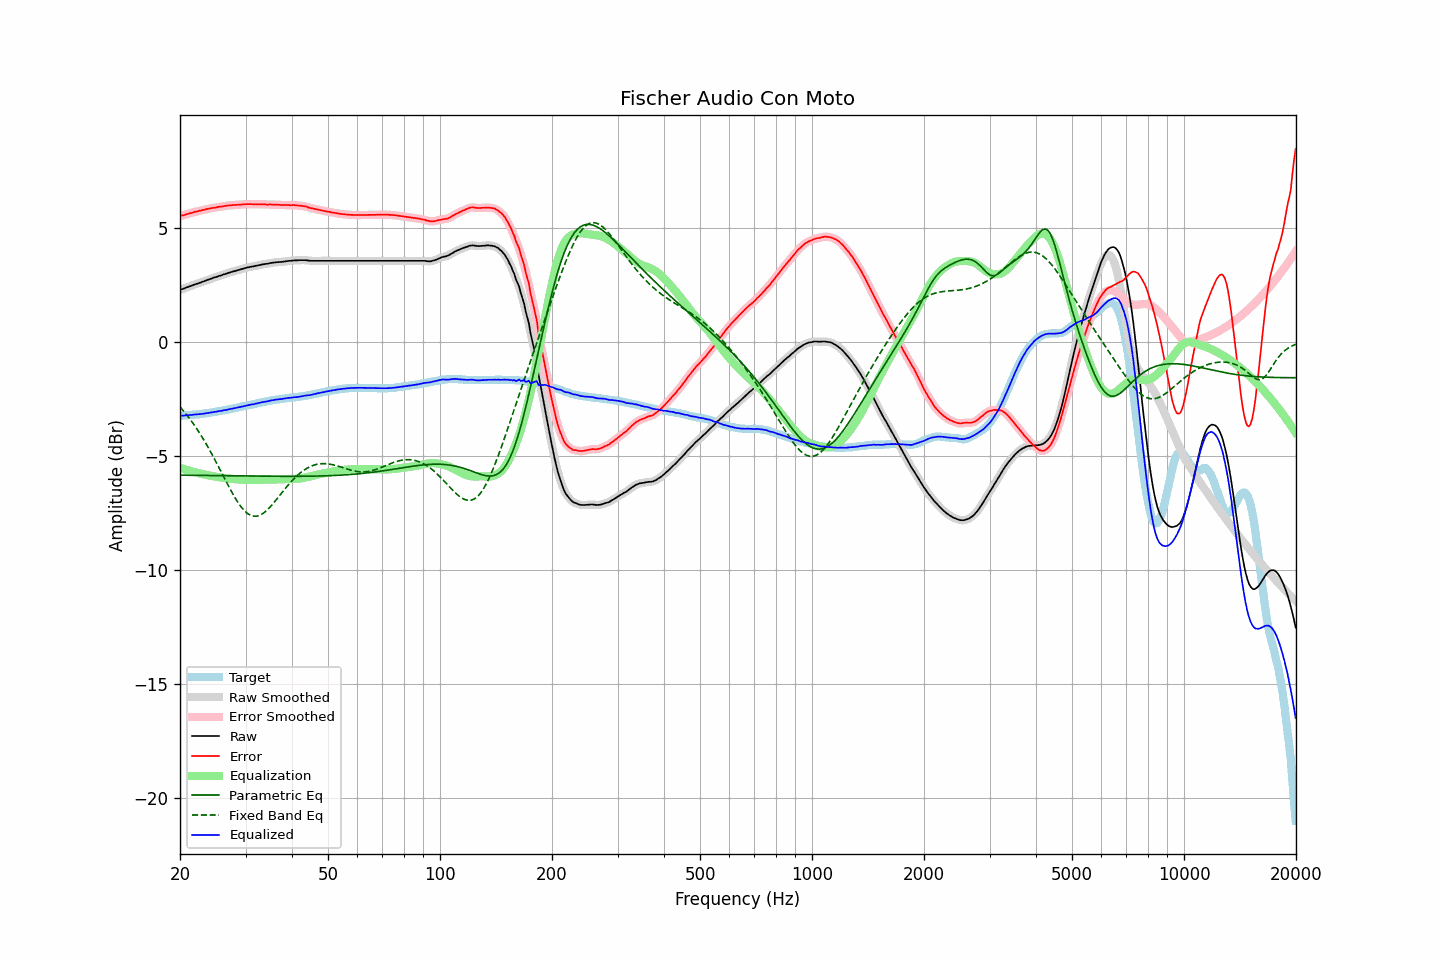 Fischer Audio Con Moto
Amplitude (dBr)
5
0
−5
−10
−15
−20
Target
Raw Smoothed
Error Smoothed
Raw
Error
Equalization
Parametric Eq
Fixed Band Eq
Equalized
20 50 100 200 500 1000 2000 5000 10000 20000
Frequency (Hz)